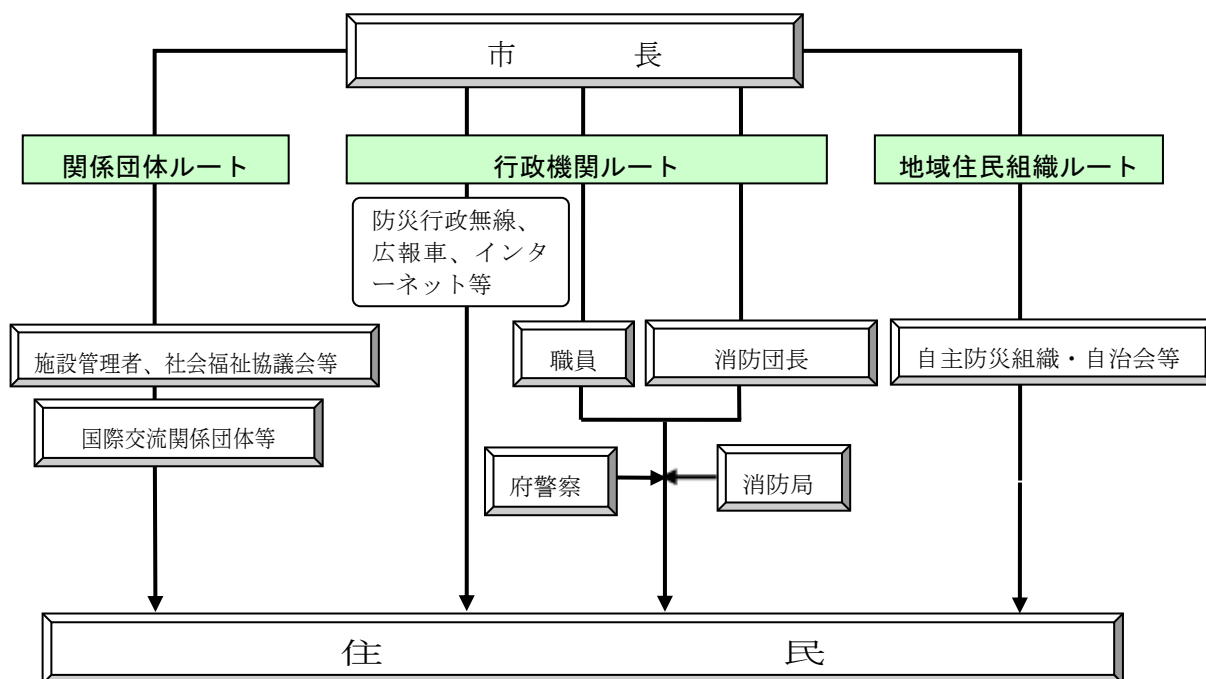 市　　　　長
関係団体ルート
行政機関ルート
地域住民組織ルート
防災行政無線、
広報車、インタ
ーネット等
施設管理者、社会福祉協議会等
職員
消防団長
自主防災組織・自治会等
国際交流関係団体等
府警察
消防局
住　　　　民